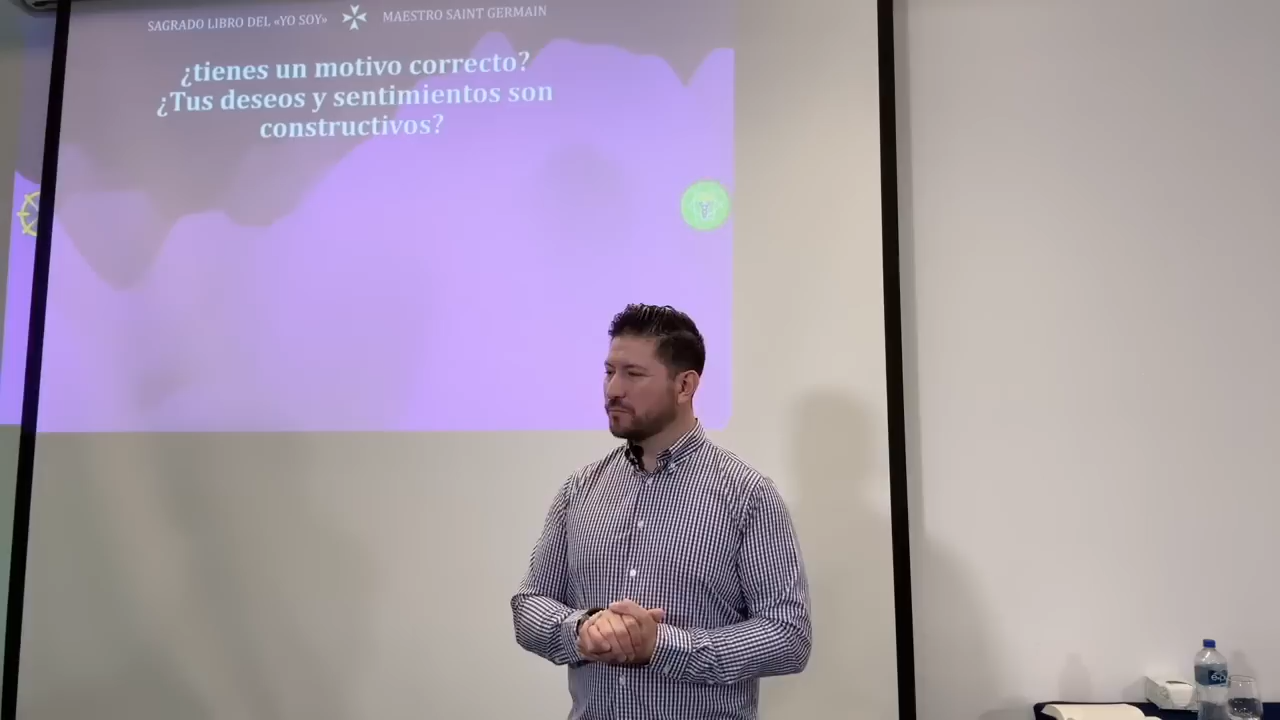 SAGRADO LIBRO DEL «YO SOY» MAESTRO SAINT GERMAIN
¿tienes un motivo correcto?
¿Tus deseos y sentimientos son
constructivos?